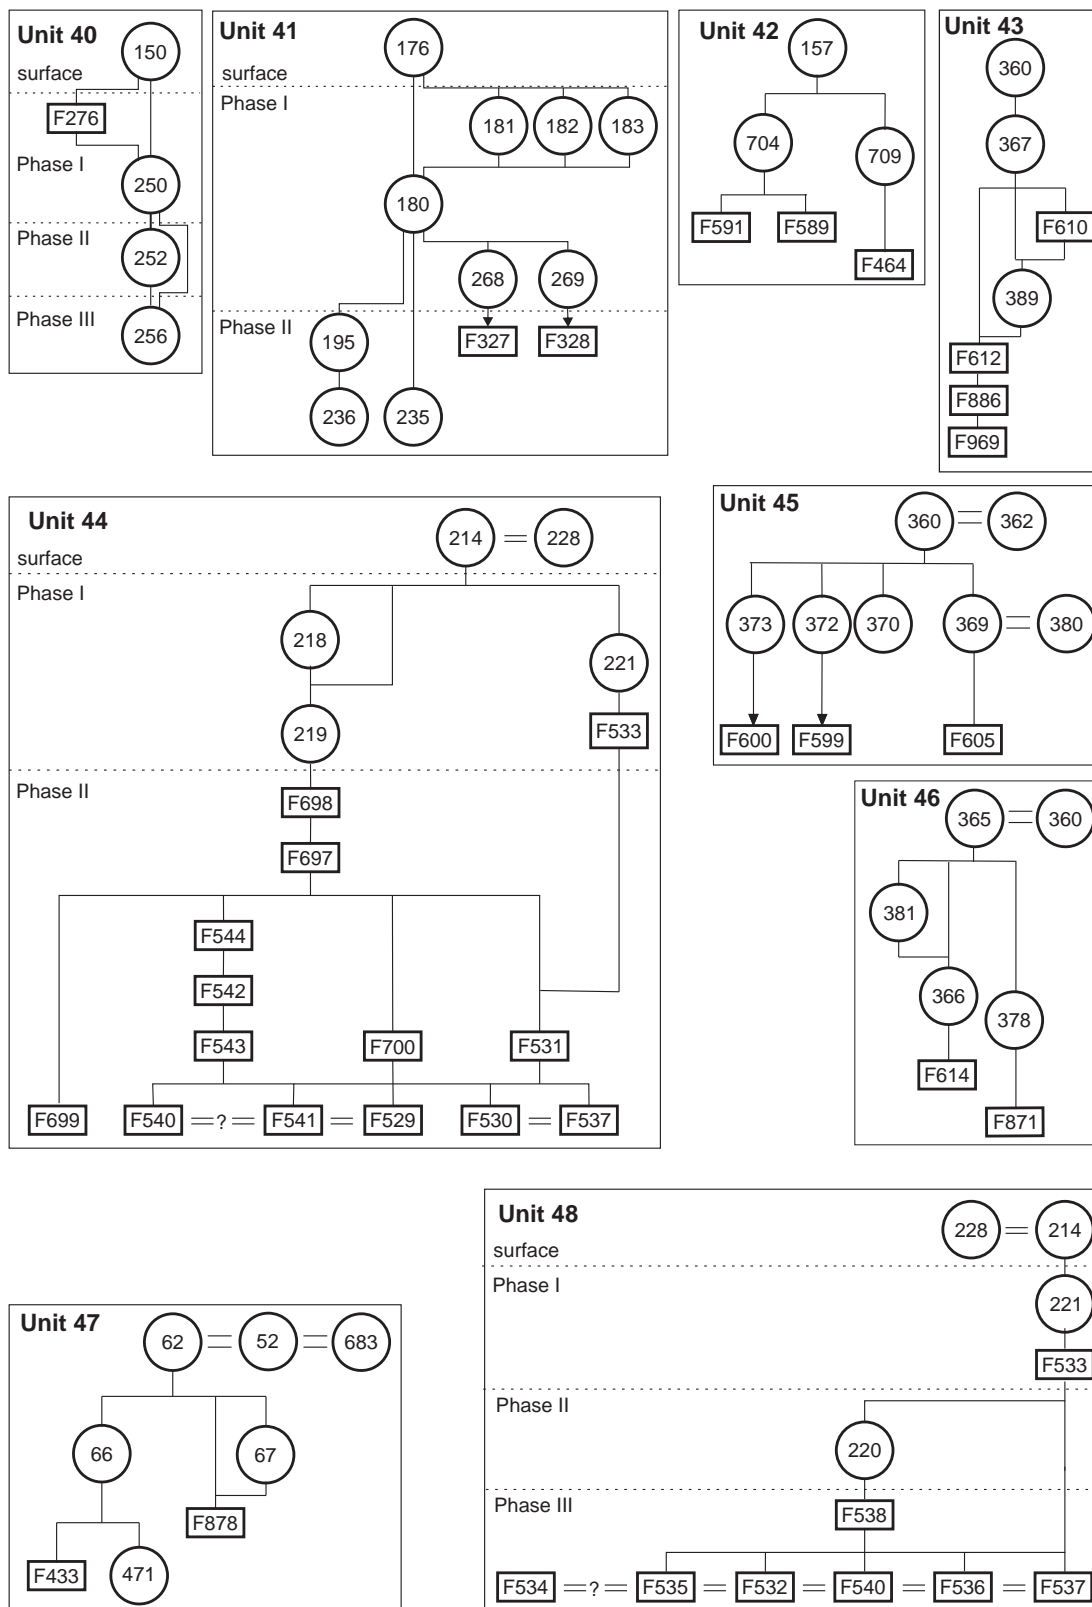 Unit 40
150
surface
F276
Phase I
250
Phase II
252
Phase III
256
Unit 41
176
surface
Phase I
181 182 183
180
268 269
Phase II
195 F327 F328
236 235
Unit 42
157
704 709
F591 F589
F464
Unit 43
360
367
F610
389
F612
F886
F969
Unit 44
214 = 228
surface
Phase I
218
221
219 F533
Phase II
F698
F697
F544
F542
F543 F700 F531
F699 F540 =?= F541 = F529 F530 = F537
Unit 45
360 = 362
373 372 370 369 = 380
F600 F599 F605
Unit 46
365 = 360
381
366
378
F614
F871
Unit 47
62 = 52 = 683
66 67
F878
F433 471
Unit 48
228 = 214
surface
Phase I
221
F533
Phase II
220
Phase III
F538
F534 =?= F535 = F532 = F540 = F536 = F537